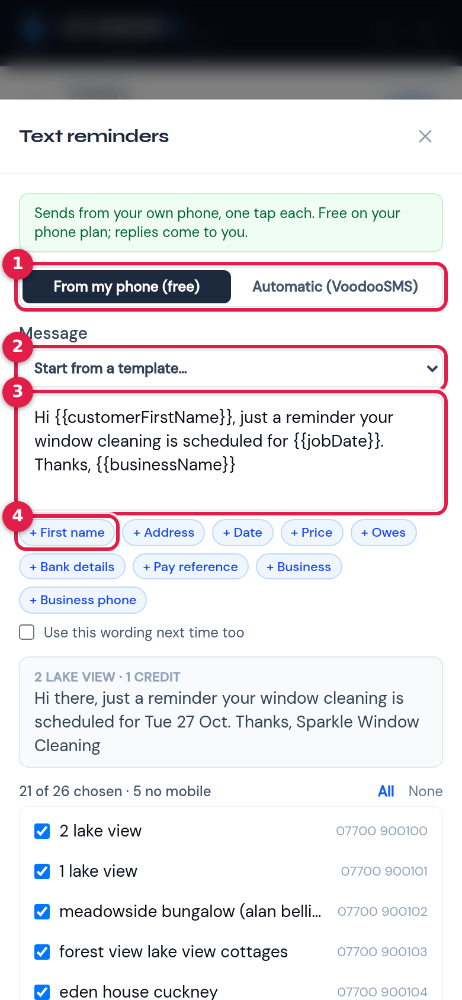 Text reminders
Sends from your own phone, one tap each. Free on your
phone plan; replies come to you.
1
From my phone (free) Automatic (VoodooSMS)
Message
2
Start from a template...
3
Hi {{customerFirstName}}, just a reminder your
window cleaning is scheduled for {{jobDate}}.
Thanks, {{businessName}}
4
+ First name + Address + Date + Price + Owes
+ Bank details + Pay reference + Business
+ Business phone
Use this wording next time too
2 LAKE VIEW · 1 CREDIT
Hi there, just a reminder your window cleaning is
scheduled for Tue 27 Oct. Thanks, Sparkle Window
Cleaning
21 of 26 chosen · 5 no mobile All None
2 lake view 07700 900100
1 lake view 07700 900101
meadowside bungalow (alan belli... 07700 900102
forest view lake view cottages 07700 900103
eden house cuckney 07700 900104